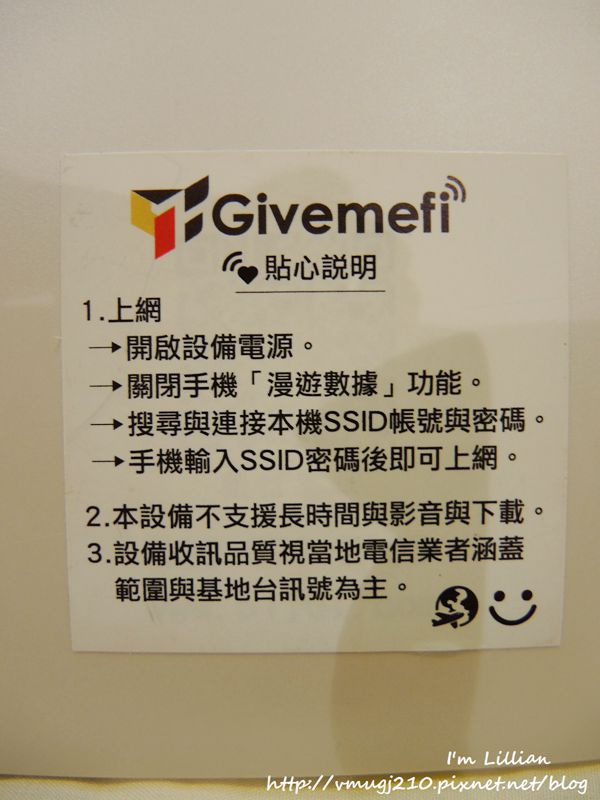 Givemefi
貼心説明
1.上網
→開啟設備電源。
→關閉手機「漫遊數據」功能。
→搜尋與連接本機SSID帳號與密碼。
→手機輸入SSID密碼後即可上網。
2.本設備不支援長時間與影音與下載。
3.設備收訊品質視當地電信業者涵蓋
範圍與基地台訊號為主。
I'm Lillian
http://vmugj210.pixnet.net/blog